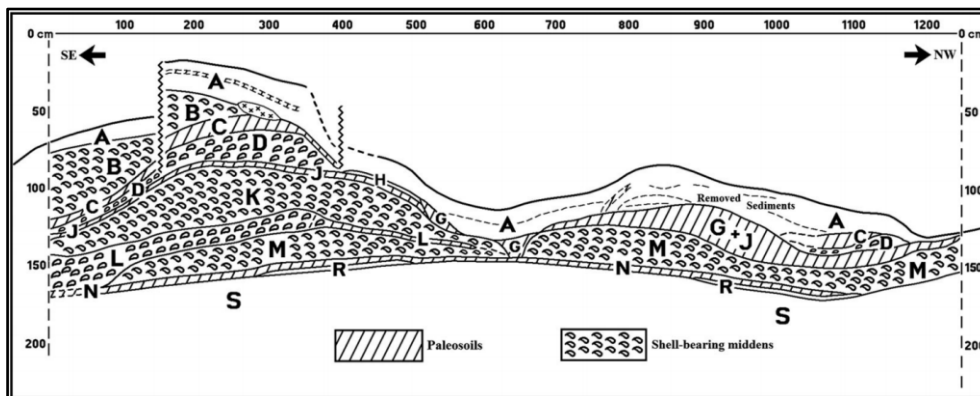 100 200 300 400 500 600 700 800 900 1000 1100 1200
0 cm 0 cm
SE NW
A
B
50 50
C
D
A
B
J H
Removed
Sediments
100 100
C D
K
G A
G+J
A
C D
J
L
L G
M
M
M
150 150
N
R
N
R
S
S
200 200
Paleosoils
Shell-bearing middens